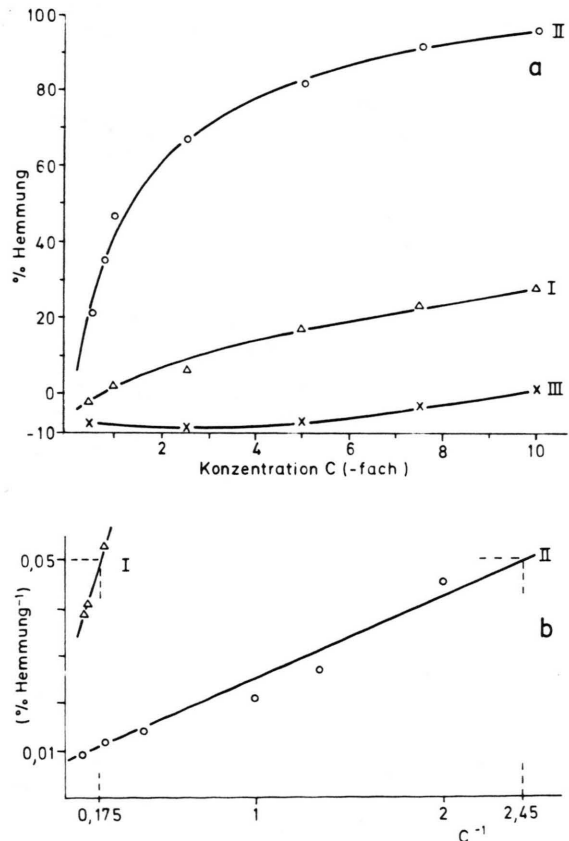 100
80
60
40
20
0
-10
% Hemmung
II
a
I
III
2
4
6
8
10
Konzentration C (-fach)
0,05
0,01
(% Hemmung⁻¹)
I
II
b
0,175
1
2
2,45
C⁻¹